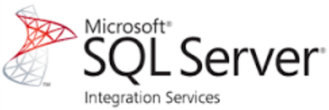 Microsoft®
SQL Server®
Integration Services